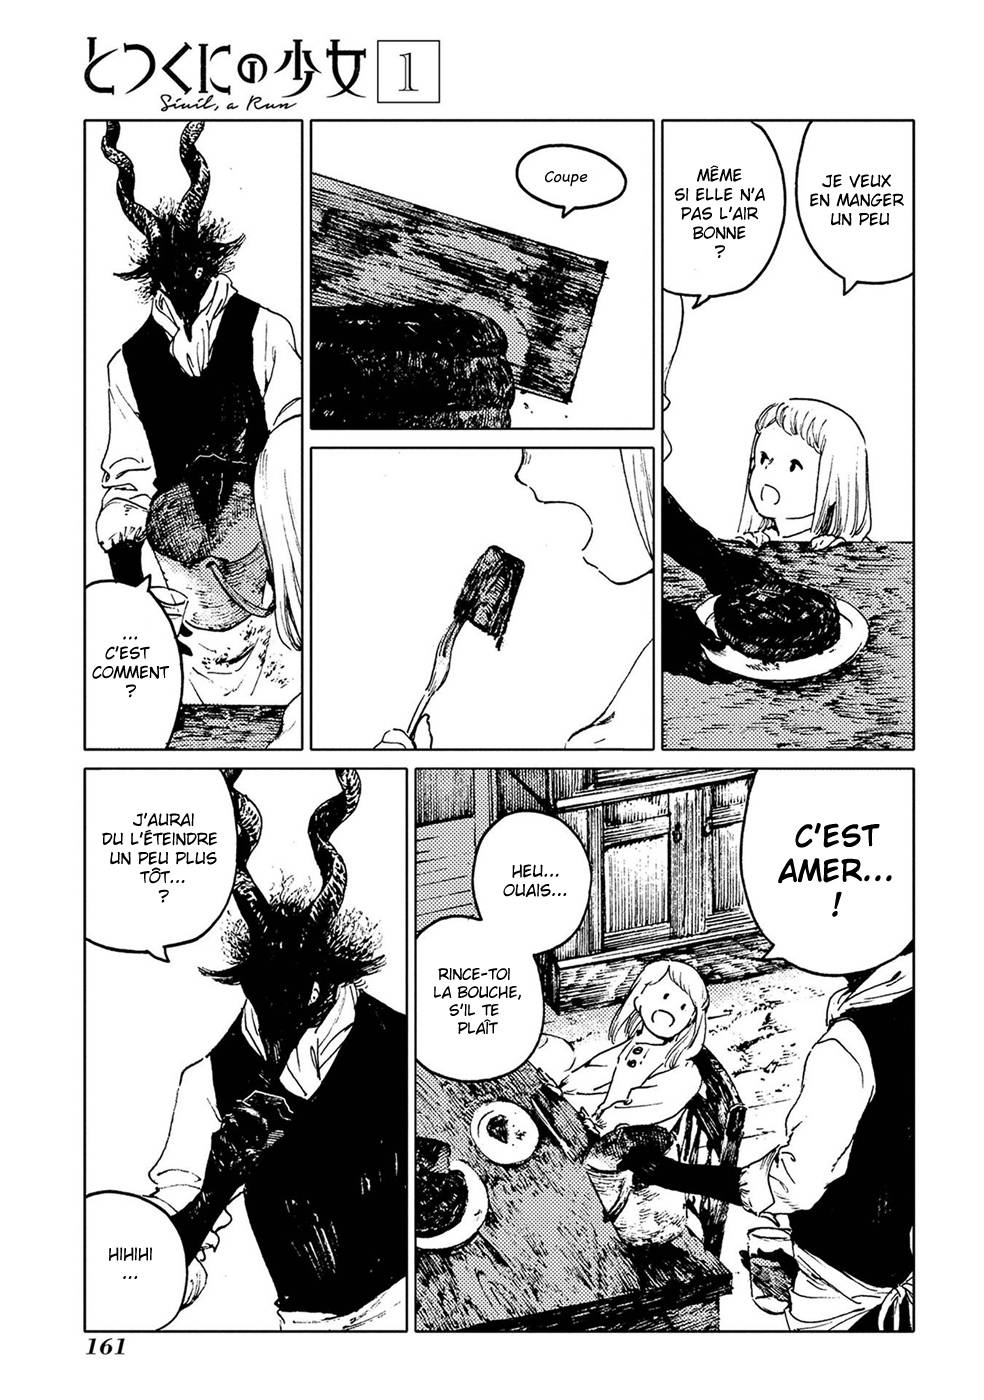 とつくにの少女 1
Siuil, a Run
JE VEUX
EN MANGER
UN PEU
MÊME
SI ELLE N'A
PAS L'AIR
BONNE
?
Coupe
...
C'EST
COMMENT
?
C'EST
AMER...
!
HEU...
OUAIS...
RINCE-TOI
LA BOUCHE,
S'IL TE
PLAÎT
J'AURAI
DU L'ÉTEINDRE
UN PEU PLUS
TÔT...
?
HIHIHI
...
161